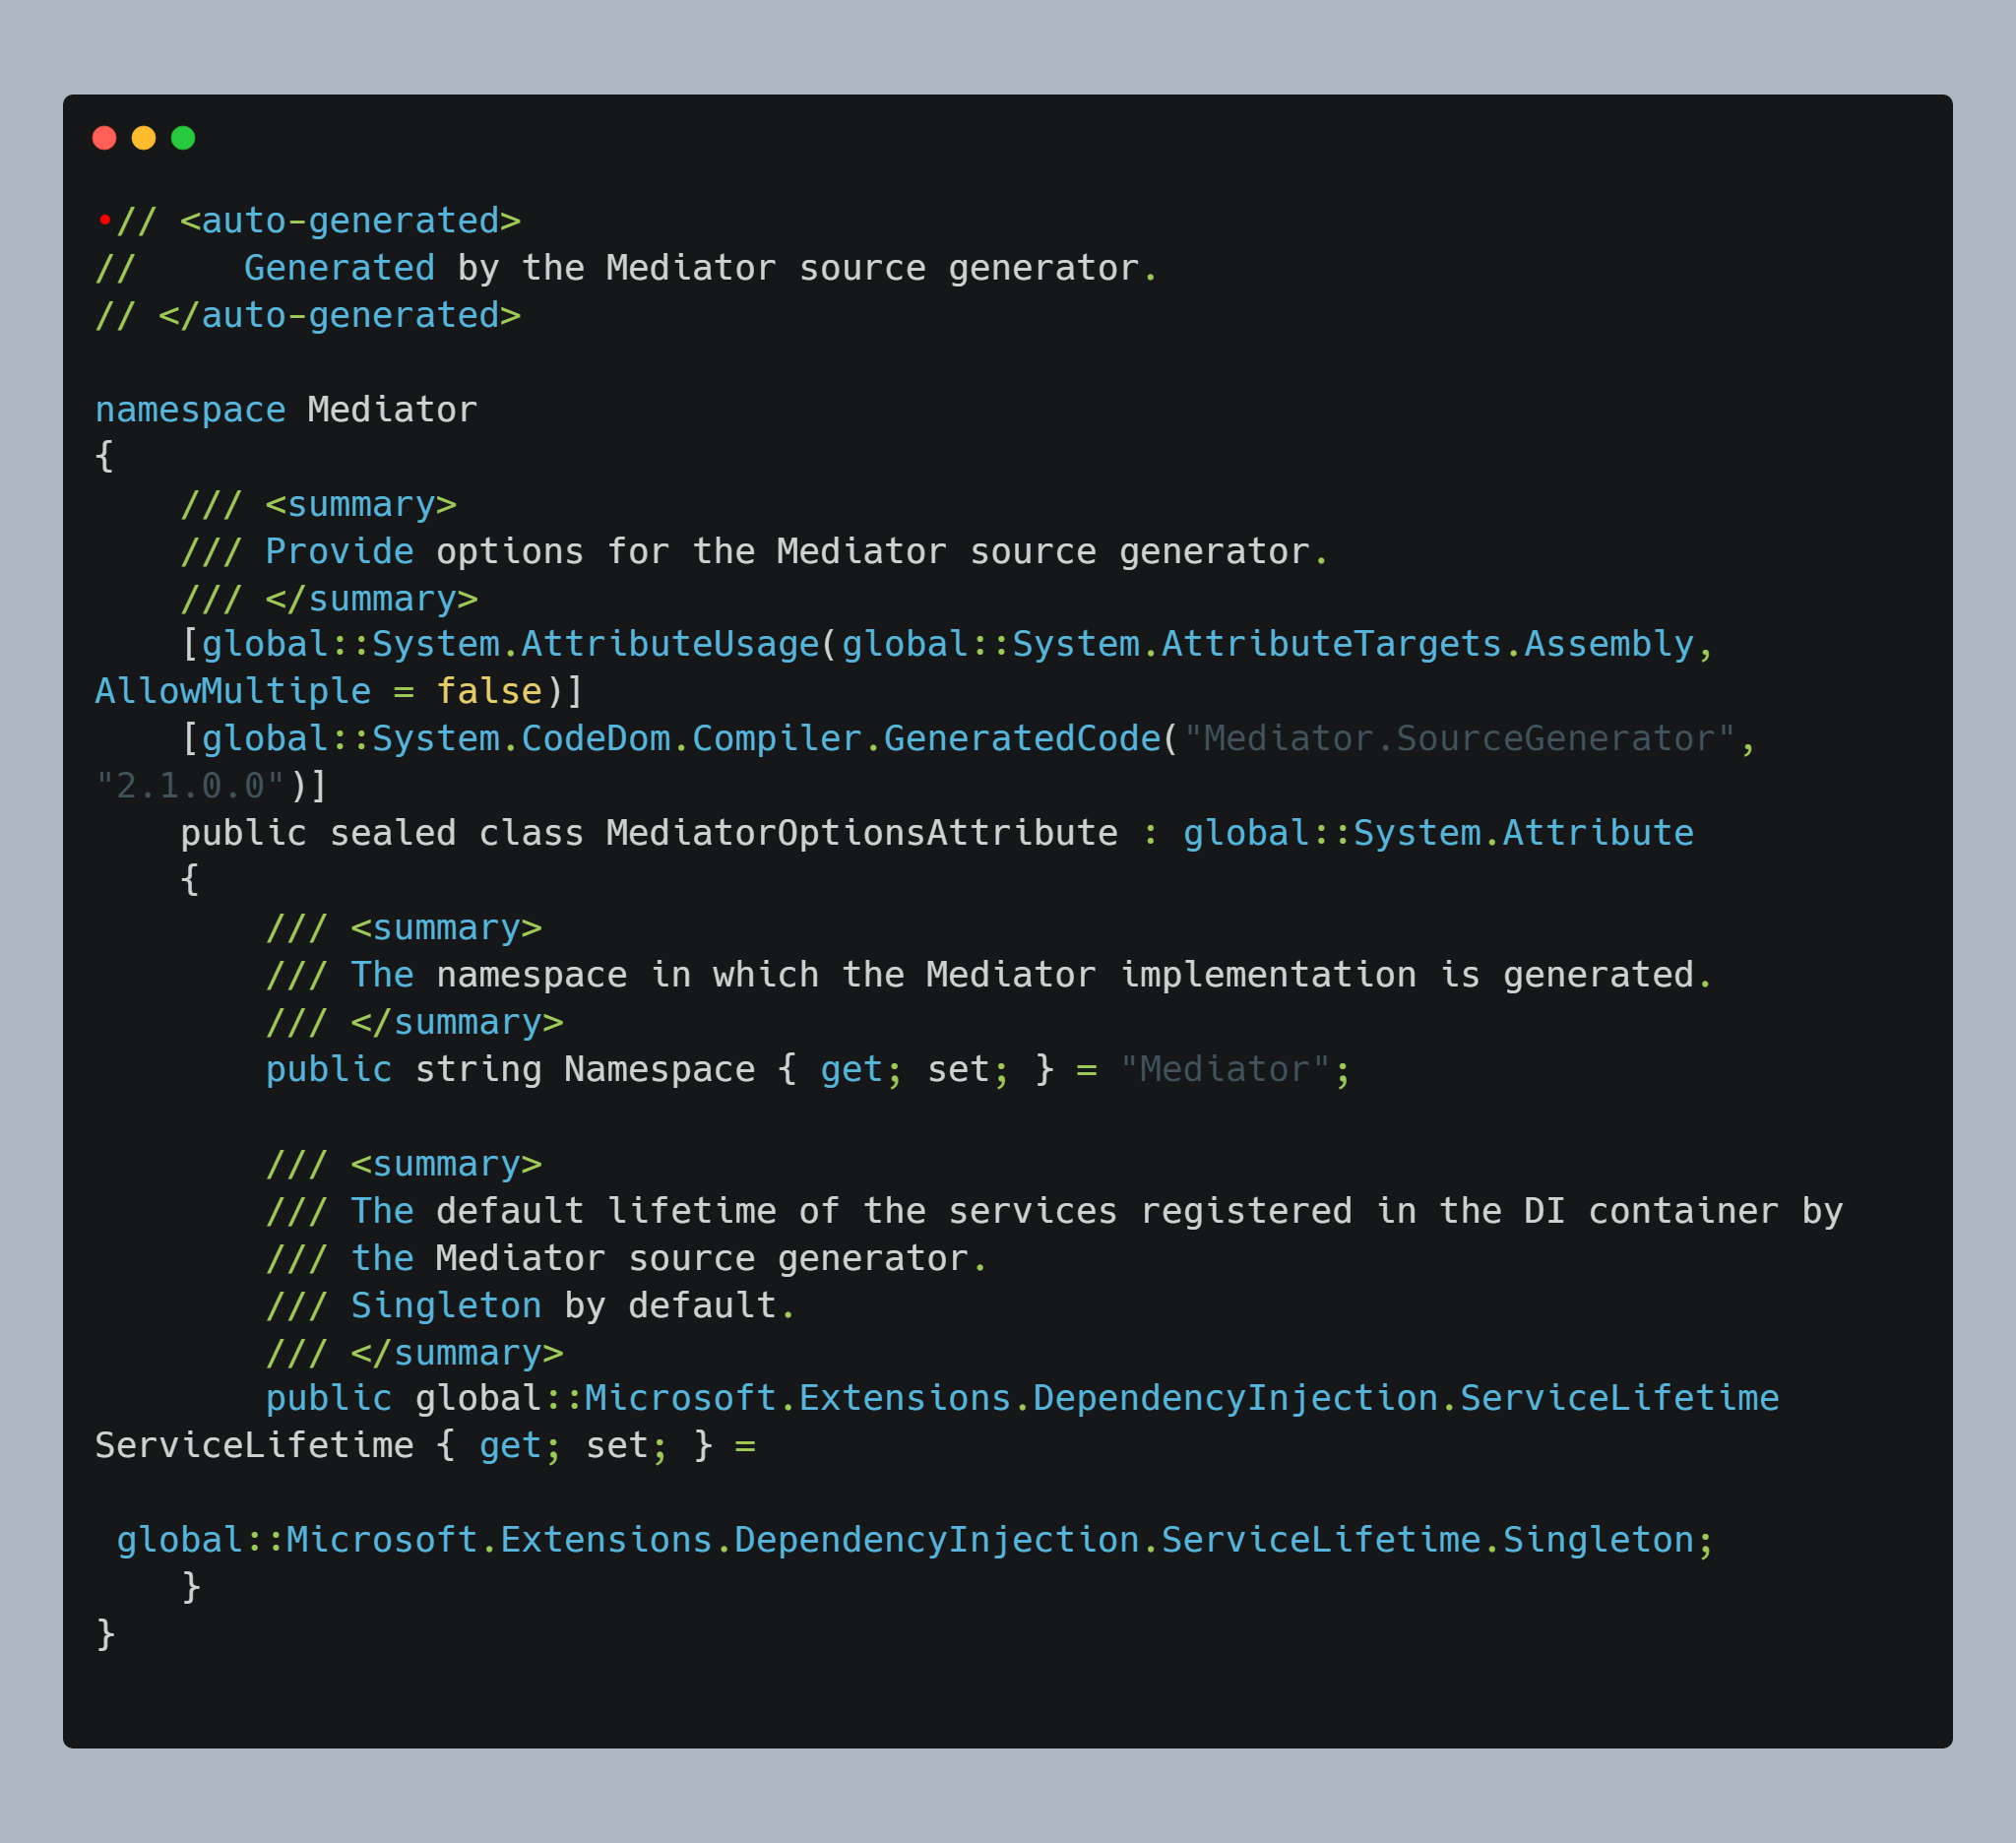 •// <auto-generated>
//     Generated by the Mediator source generator.
// </auto-generated>

namespace Mediator
{
    /// <summary>
    /// Provide options for the Mediator source generator.
    /// </summary>
    [global::System.AttributeUsage(global::System.AttributeTargets.Assembly,
AllowMultiple = false)]
    [global::System.CodeDom.Compiler.GeneratedCode("Mediator.SourceGenerator",
"2.1.0.0")]
    public sealed class MediatorOptionsAttribute : global::System.Attribute
    {
        /// <summary>
        /// The namespace in which the Mediator implementation is generated.
        /// </summary>
        public string Namespace { get; set; } = "Mediator";

        /// <summary>
        /// The default lifetime of the services registered in the DI container by
        /// the Mediator source generator.
        /// Singleton by default.
        /// </summary>
        public global::Microsoft.Extensions.DependencyInjection.ServiceLifetime
ServiceLifetime { get; set; } =

 global::Microsoft.Extensions.DependencyInjection.ServiceLifetime.Singleton;
    }
}